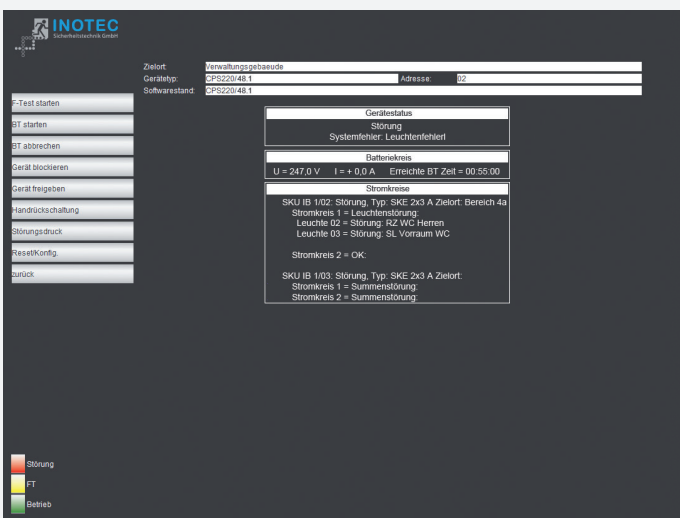 INOTEC
Sicherheitstechnik GmbH
Zielort: Verwaltungsgebaeude
Gerätetyp: CPS220/48.1 Adresse: 02
Softwarestand: CPS220/48.1
F-Test starten
BT starten
BT abbrechen
Gerät blockieren
Gerät freigeben
Handrückschaltung
Störungsdruck
Reset/Konfig.
zurück
Gerätestatus
Störung
Systemfehler: Leuchtenfehlerl
Batteriekreis
U = 247,0 V I = + 0,0 A Erreichte BT Zeit = 00:55:00
Stromkreise
SKU IB 1/02: Störung, Typ: SKE 2x3 A Zielort: Bereich 4a
Stromkreis 1 = Leuchtenstörung:
Leuchte 02 = Störung: RZ WC Herren
Leuchte 03 = Störung: SL Vorraum WC
Stromkreis 2 = OK:
SKU IB 1/03: Störung, Typ: SKE 2x3 A Zielort:
Stromkreis 1 = Summenstörung:
Stromkreis 2 = Summenstörung:
Störung
FT
Betrieb